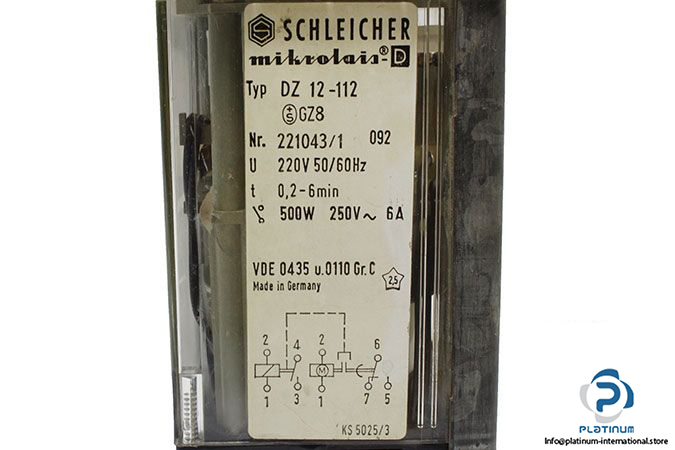 SCHLEICHER
mikrolais®-D
Typ DZ 12-112
GZ8
Nr. 221043/1 092
U 220V 50/60Hz
t 0,2-6min
500W 250V~ 6A
VDE 0435 u.0110 Gr.C
2,5
Made in Germany
2 4 2 6
M
1 3 1 7 5
KS 5025/3
PLATINUM
info@platinum-international.store